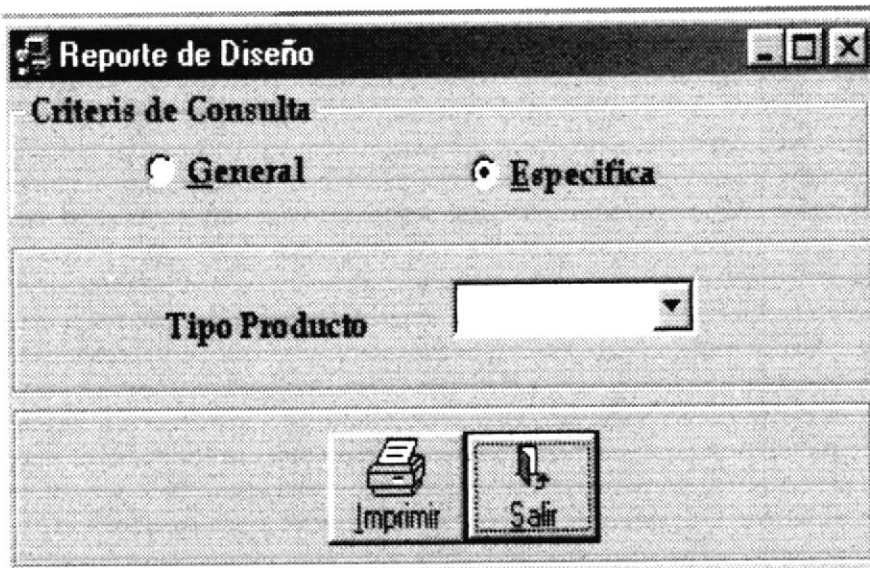 Reporte de Diseño
Criteris de Consulta
General Especifica
Tipo Producto
Imprimir Salir